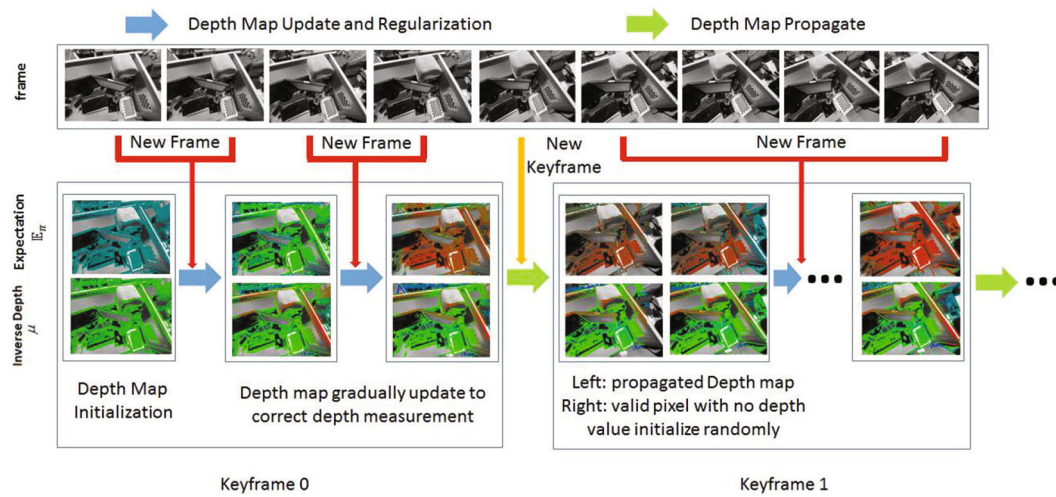 Depth Map Update and Regularization
Depth Map Propagate
frame
New Frame
New Frame
New
Keyframe
New Frame
Expectation
𝔼π
Inverse Depth
μ
Depth Map
Initialization
Depth map gradually update to
correct depth measurement
Left: propagated Depth map
Right: valid pixel with no depth
value initialize randomly
Keyframe 0
Keyframe 1